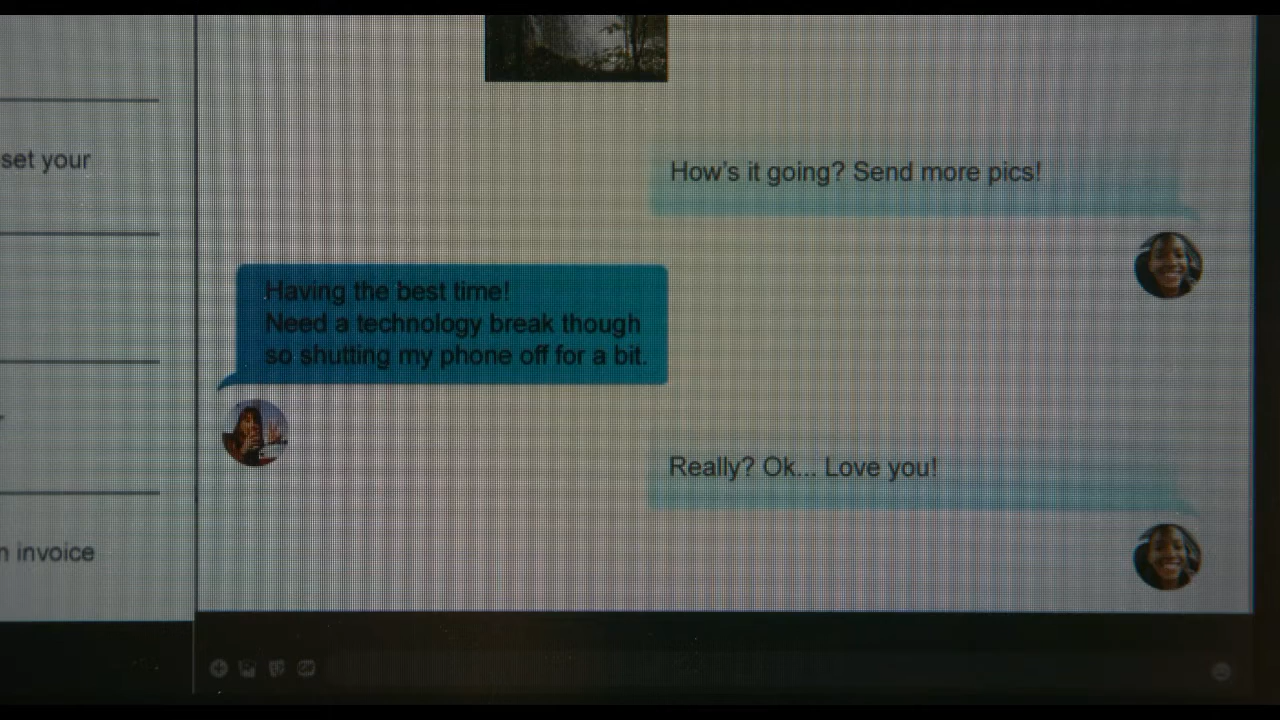 set your
How's it going? Send more pics!
Having the best time!
Need a technology break though
so shutting my phone off for a bit.
Really? Ok... Love you!
invoice
GIF